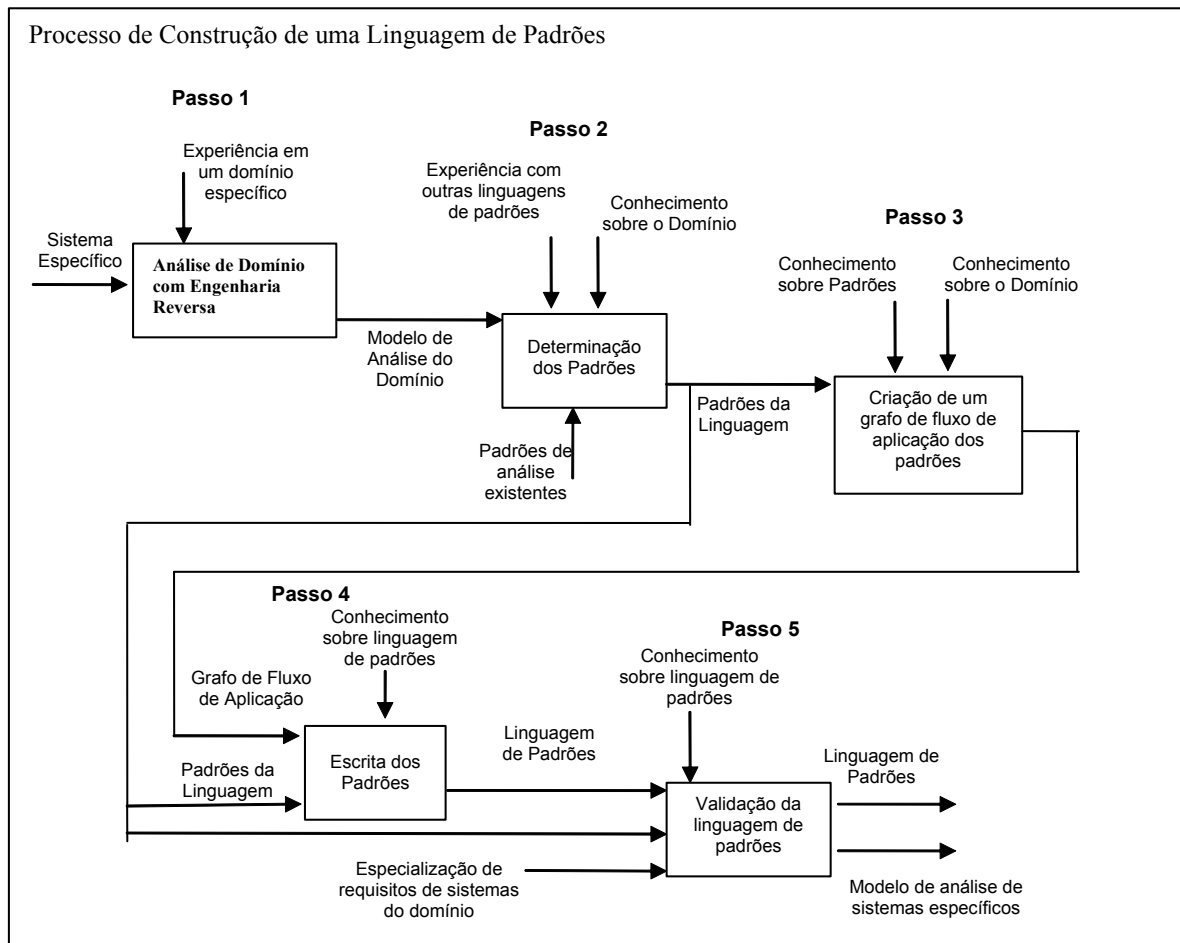 Processo de Construção de uma Linguagem de Padrões
Passo 1
Experiência em
um domínio
específico
Sistema
Específico
Análise de Domínio
com Engenharia
Reversa
Modelo de
Análise do
Domínio
Passo 2
Experiência com
outras linguagens
de padrões
Conhecimento
sobre o Domínio
Determinação
dos Padrões
Padrões de
análise
existentes
Padrões da
Linguagem
Passo 3
Conhecimento
sobre Padrões
Conhecimento
sobre o Domínio
Criação de um
grafo de fluxo de
aplicação dos
padrões
Passo 4
Conhecimento
sobre linguagem
de padrões
Grafo de Fluxo
de Aplicação
Padrões da
Linguagem
Escrita dos
Padrões
Linguagem
de Padrões
Passo 5
Conhecimento
sobre linguagem de
padrões
Especialização de
requisitos de sistemas
do domínio
Validação da
linguagem de
padrões
Linguagem de
Padrões
Modelo de análise de
sistemas específicos